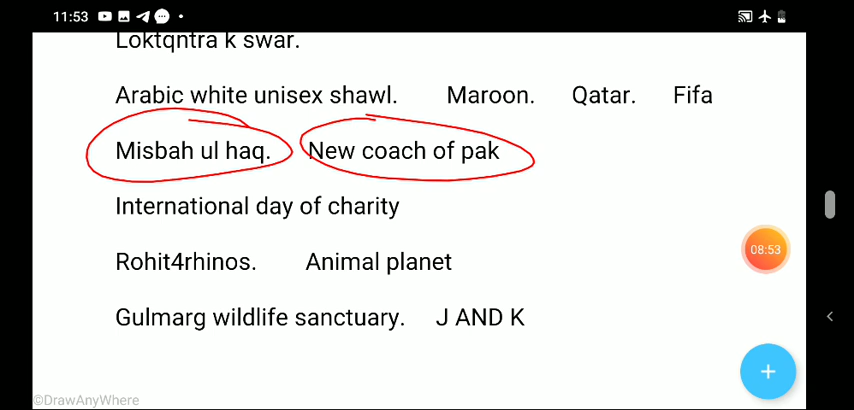 11:53
Loktqntra k swar.
Arabic white unisex shawl. Maroon. Qatar. Fifa
Misbah ul haq. New coach of pak
International day of charity
Rohit4rhinos. Animal planet
08:53
Gulmarg wildlife sanctuary. J AND K
©DrawAnyWhere